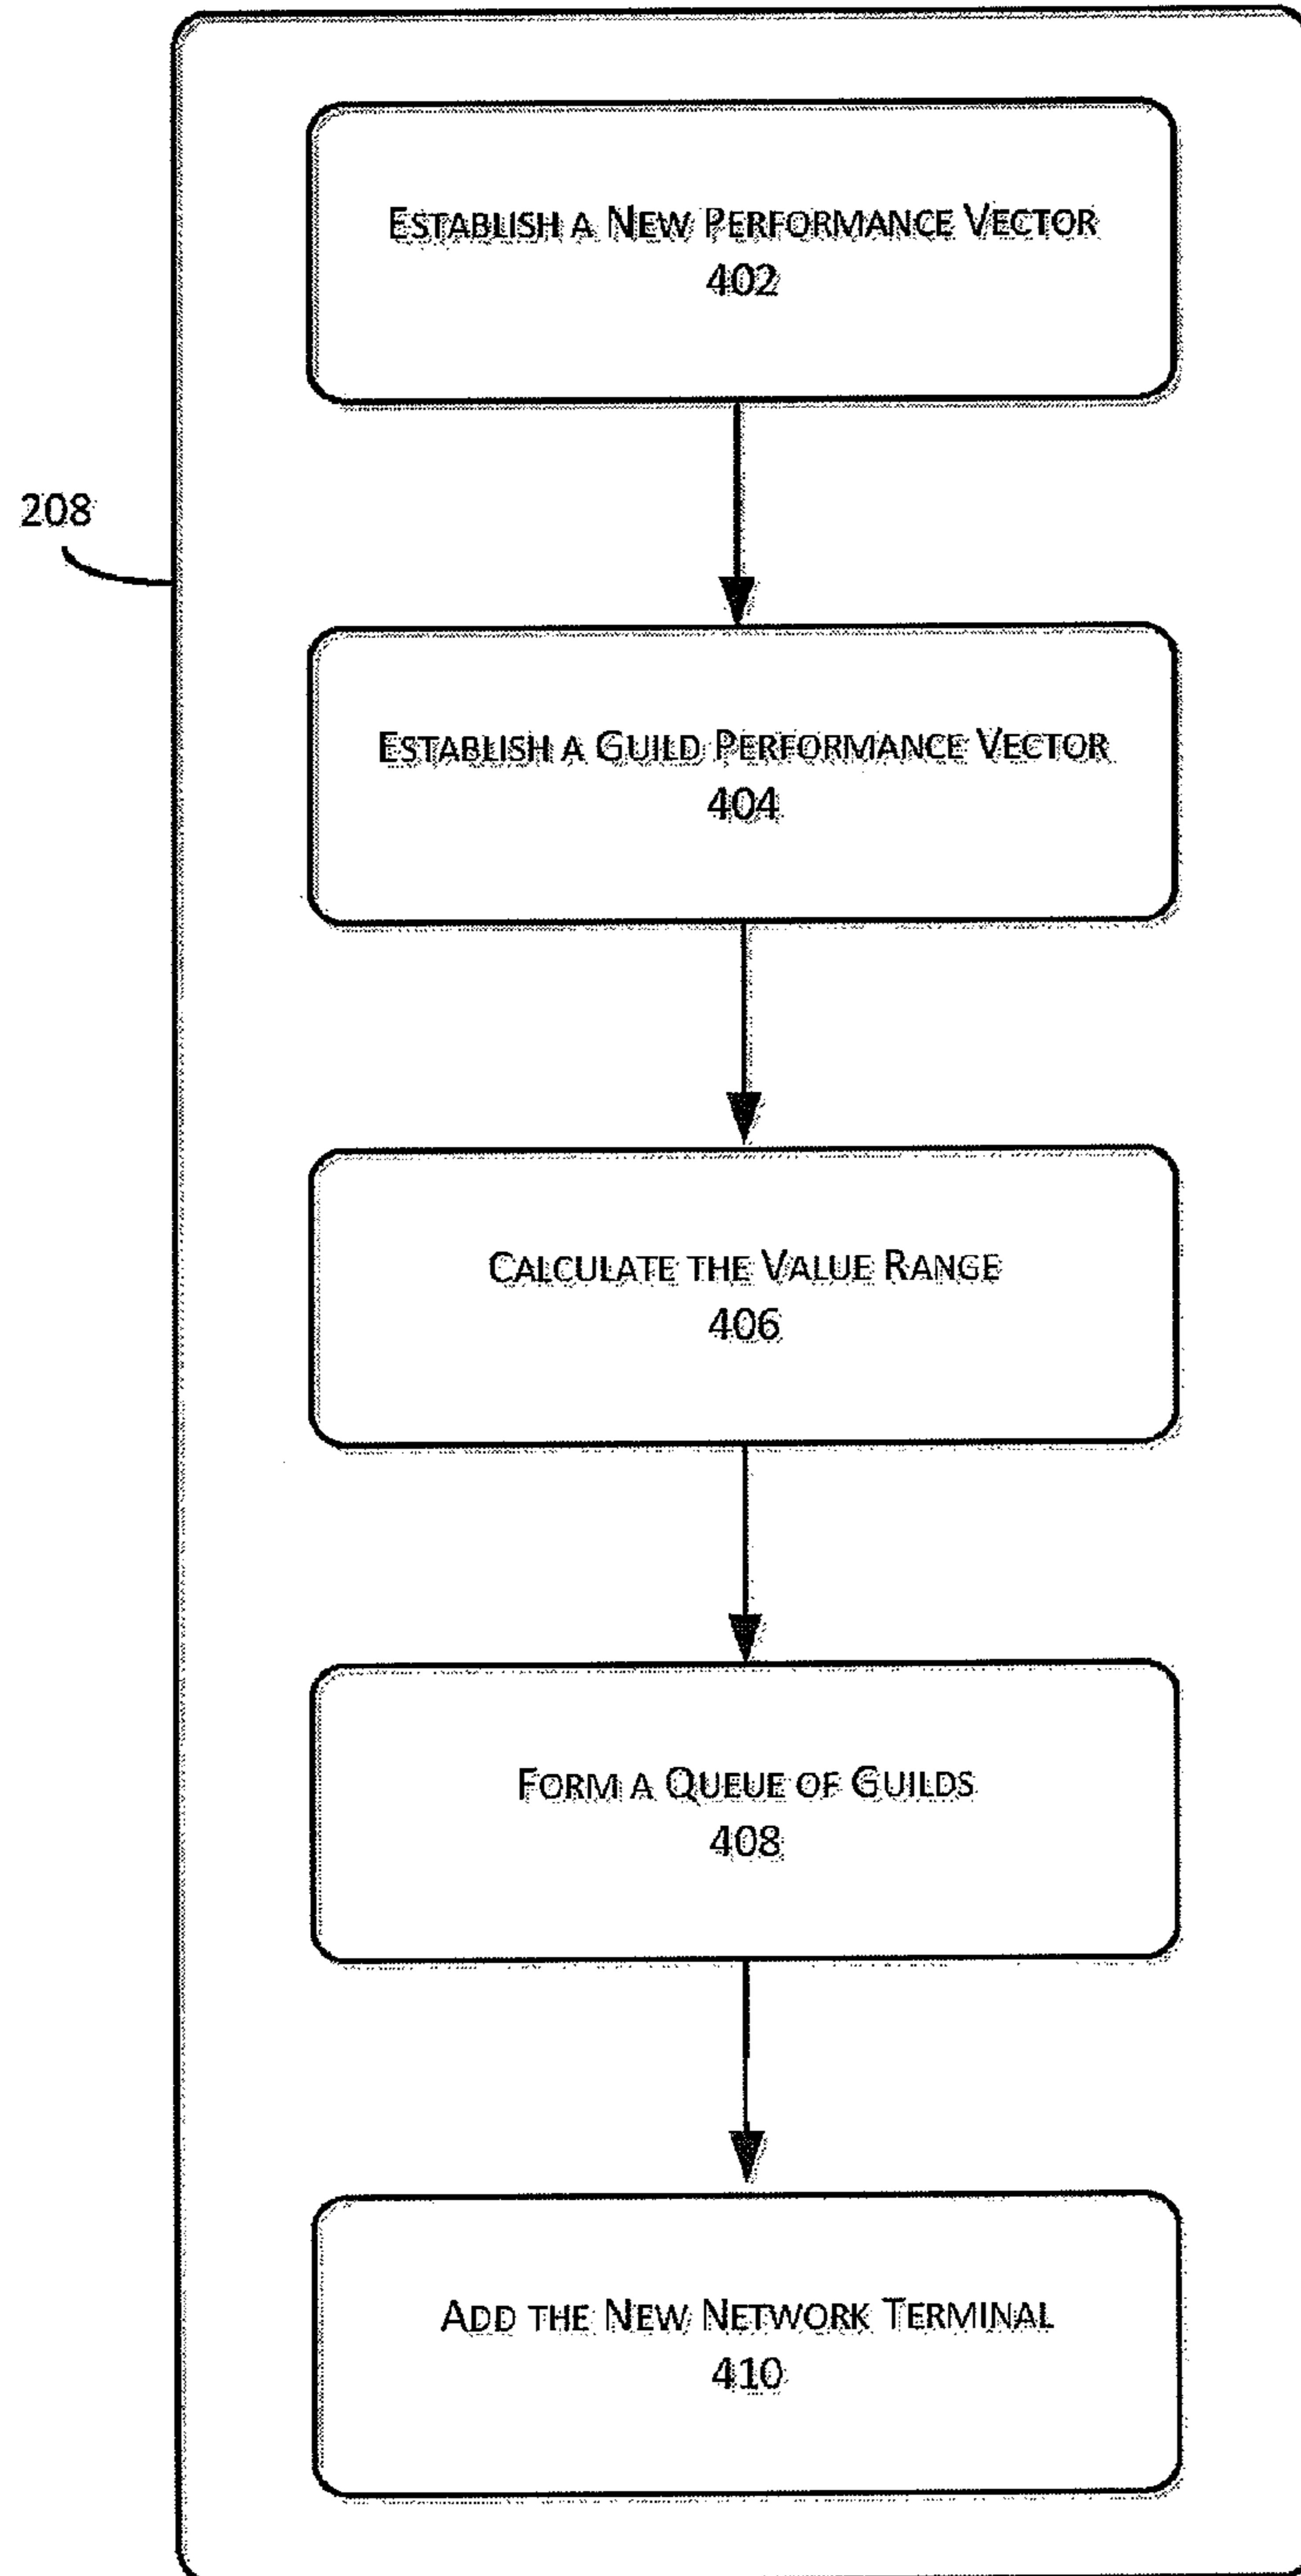 ESTABLISH A NEW PERFORMANCE VECTOR
402
208
ESTABLISH A GUILD PERFORMANCE VECTOR
404
CALCULATE THE VALUE RANGE
406
FORM A QUEUE OF GUILDS
408
ADD THE NEW NETWORK TERMINAL
410